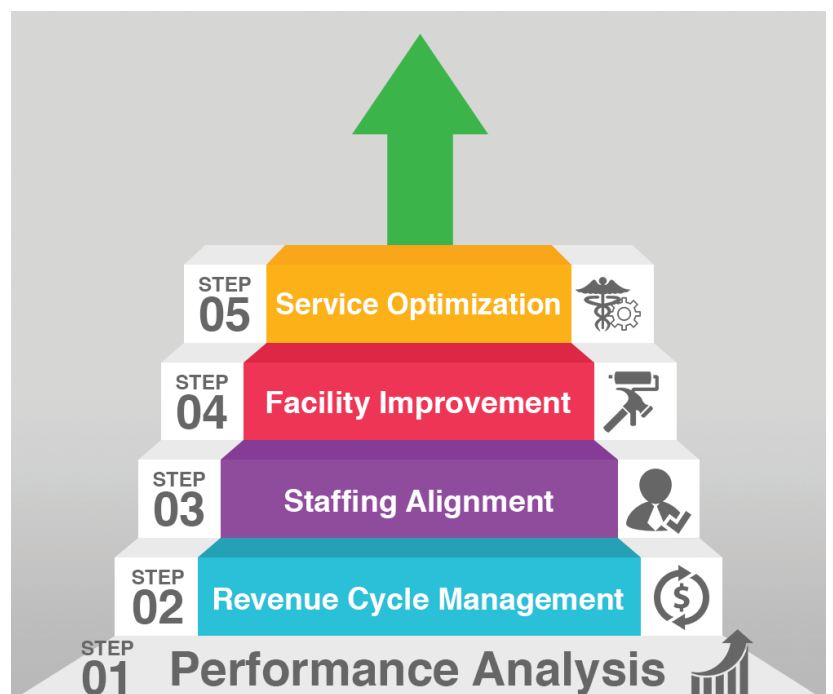 STEP
05
Service Optimization
STEP
04
Facility Improvement
STEP
03
Staffing Alignment
STEP
02
Revenue Cycle Management
$
STEP
01
Performance Analysis